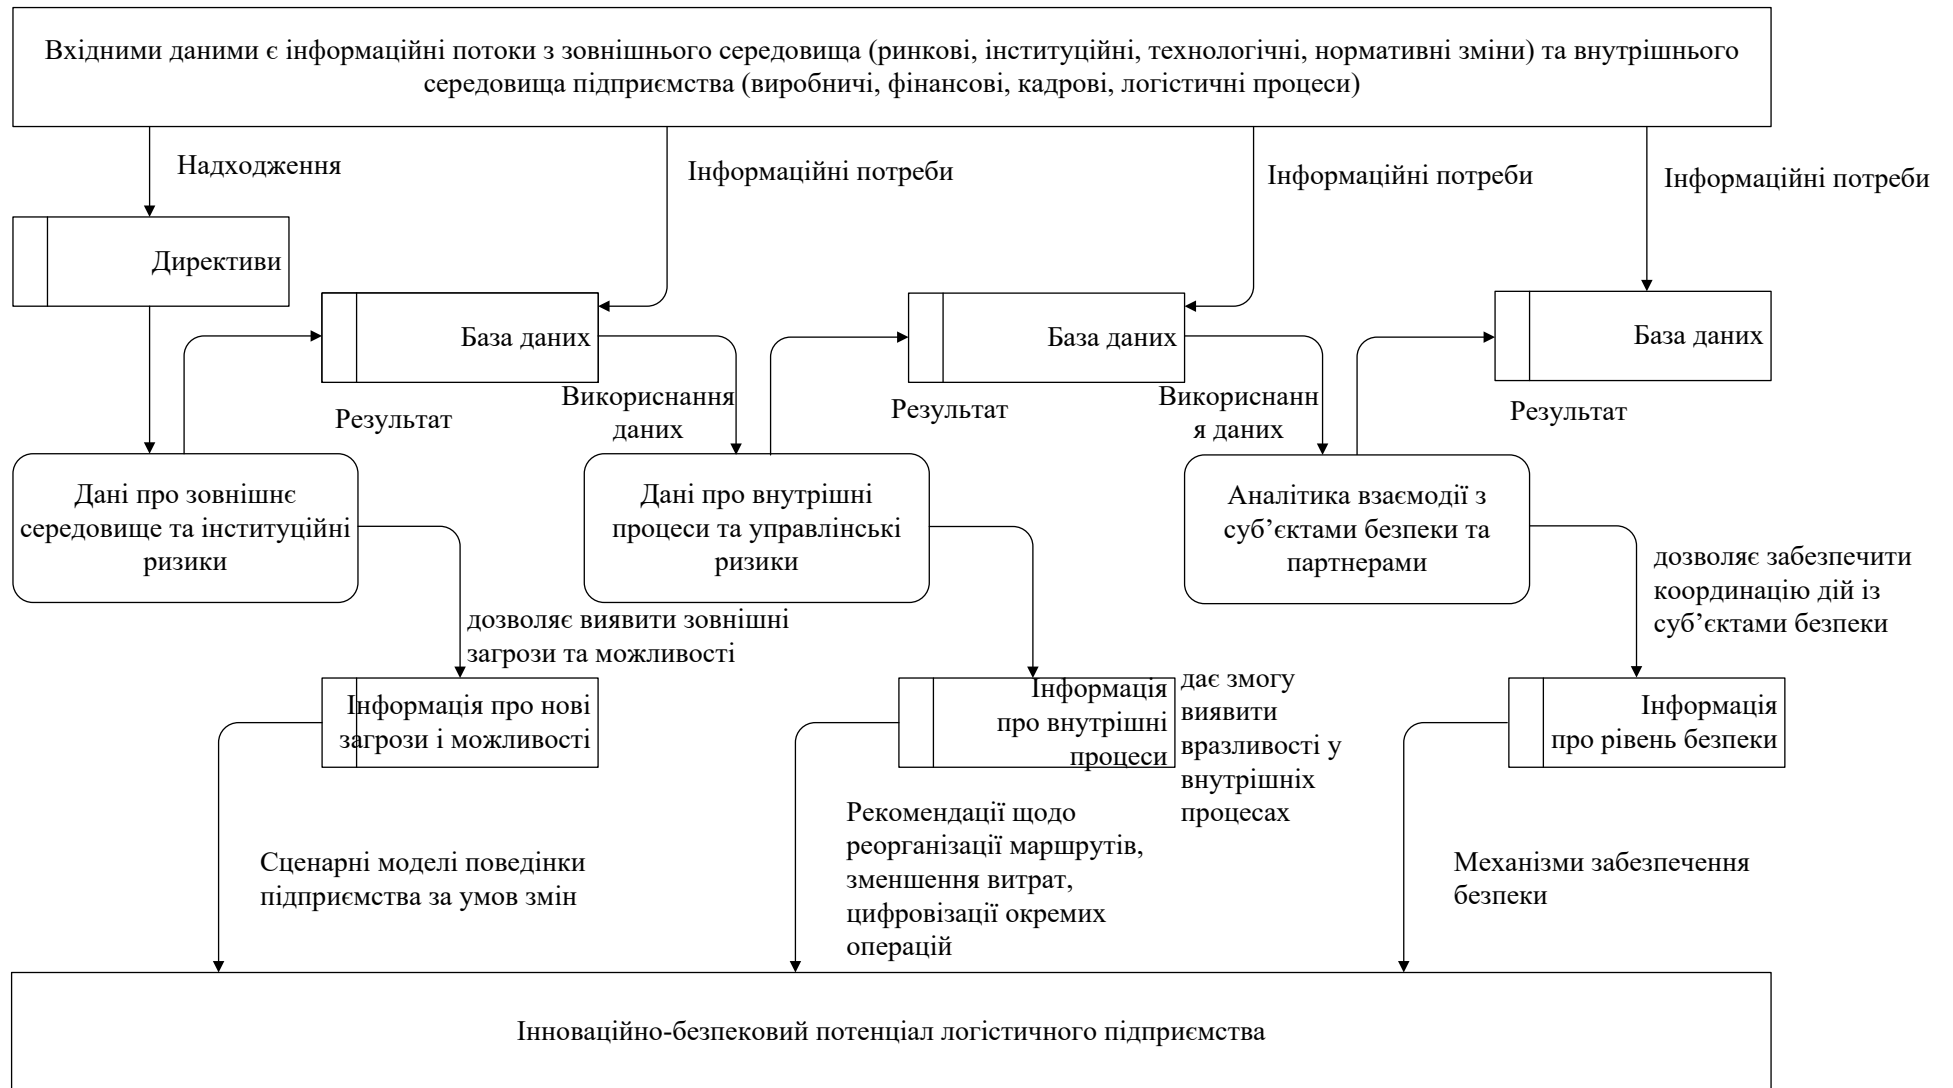 Вхідними даними є інформаційні потоки з зовнішнього середовища (ринкові, інституційні, технологічні, нормативні зміни) та внутрішнього
середовища підприємства (виробничі, фінансові, кадрові, логістичні процеси)
Надходження
Інформаційні потреби
Інформаційні потреби
Інформаційні потреби
Директиви
База даних
База даних
База даних
Результат
Використання
даних
Результат
Використанн
я даних
Результат
Дані про зовнішнє
середовище та інституційні
ризики
Дані про внутрішні
процеси та управлінські
ризики
Аналітика взаємодії з
суб’єктами безпеки та
партнерами
дозволяє виявити зовнішні
загрози та можливості
дозволяє забезпечити
координацію дій із
суб’єктами безпеки
Інформація про нові
загрози і можливості
Інформація
про внутрішні
процеси
дає змогу
виявити
вразливості у
внутрішніх
процесах
Інформація
про рівень безпеки
Сценарні моделі поведінки
підприємства за умов змін
Рекомендації щодо
реорганізації маршрутів,
зменшення витрат,
цифровізації окремих
операцій
Механізми забезпечення
безпеки
Інноваційно-безпековий потенціал логістичного підприємства